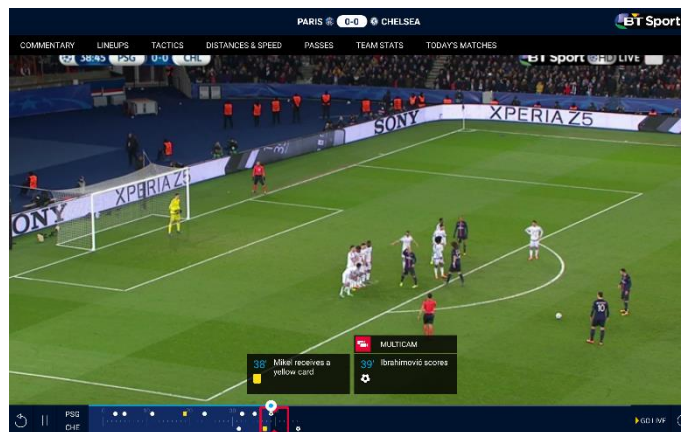 PARIS 0-0 CHELSEA
BT Sport
COMMENTARY LINEUPS TACTICS DISTANCES & SPEED PASSES TEAM STATS TODAY'S MATCHES
38:45 PSG 0-0 CHL
BT Sport HD LIVE
SONY XPERIA Z5
XPERIA Z5
SONY
10
MULTICAM
38' Mikel receives a
yellow card
39' Ibrahimović scores
PSG
CHE
GO LIVE